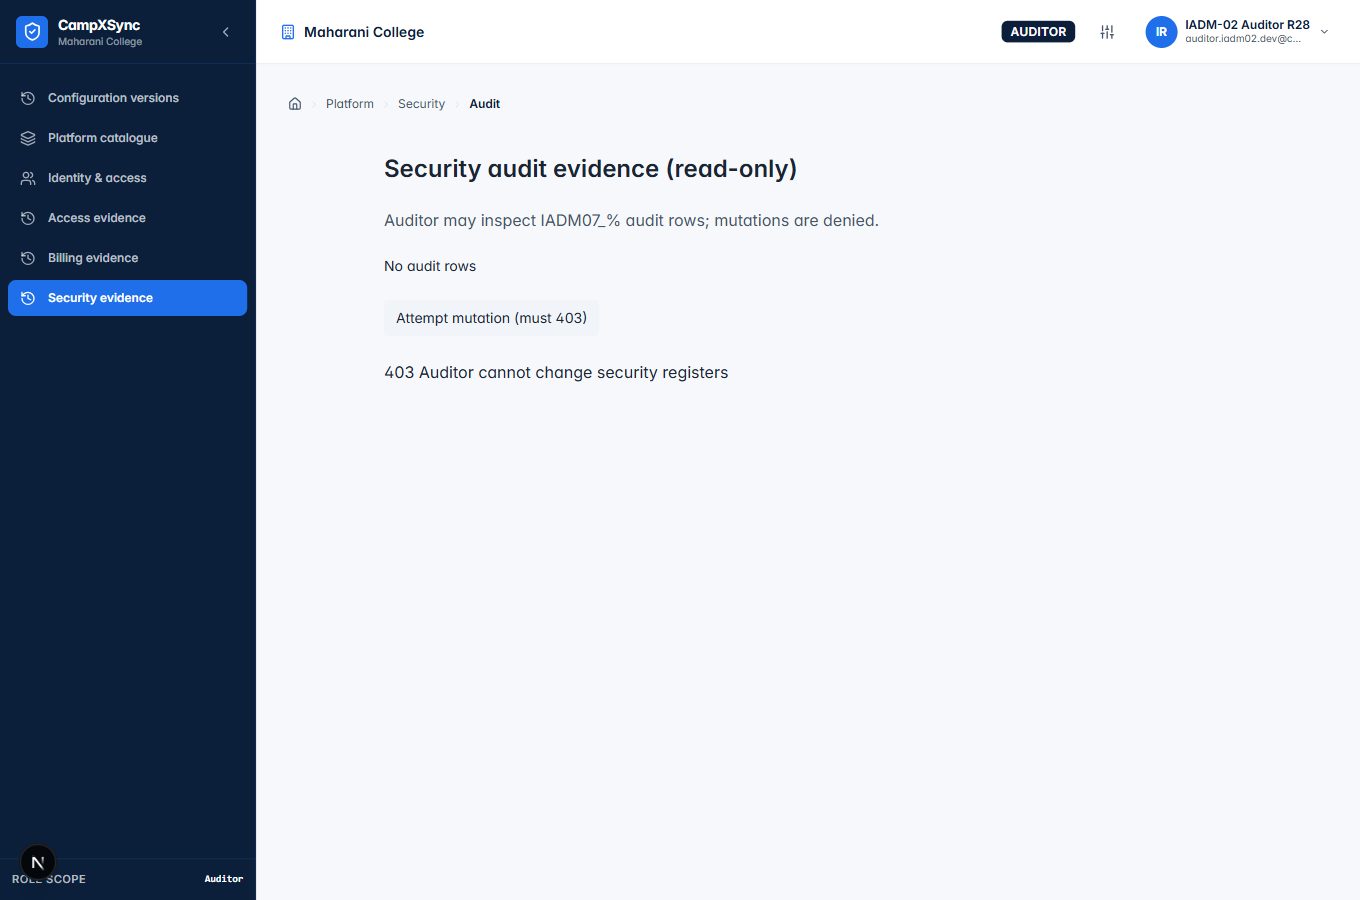 CampXSync
Maharani College
Configuration versions
Platform catalogue
Identity & access
Access evidence
Billing evidence
Security evidence
N
ROLE SCOPE
Auditor
Maharani College
AUDITOR
IR
IADM-02 Auditor R28
auditor.iadm02.dev@c...
Platform
Security
Audit
Security audit evidence (read-only)
Auditor may inspect IADM07_% audit rows; mutations are denied.
No audit rows
Attempt mutation (must 403)
403 Auditor cannot change security registers